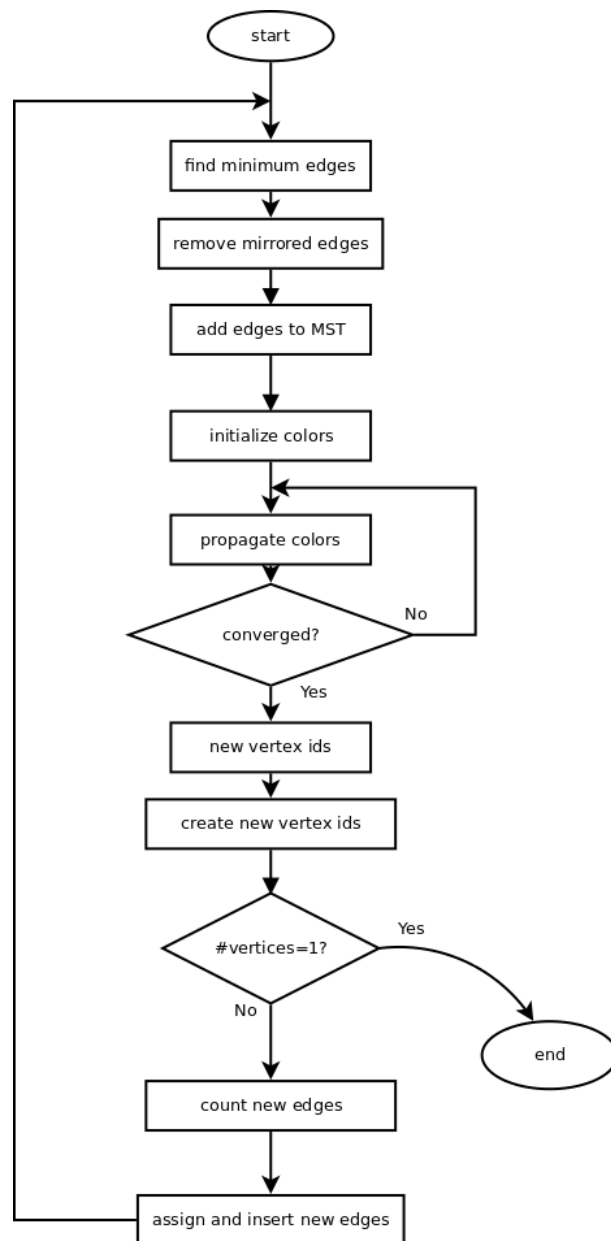 start
find minimum edges
remove mirrored edges
add edges to MST
initialize colors
propagate colors
No
converged?
Yes
new vertex ids
create new vertex ids
Yes
#vertices=1?
No
end
count new edges
assign and insert new edges